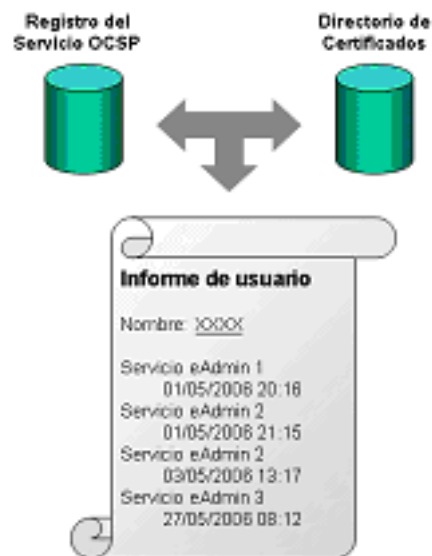 Registro del
Servicio OCSP
Directorio de
Certificados
Informe de usuario
Nombre: XXXX
Servicio eAdmin 1
01/05/2006 20:16
Servicio eAdmin 2
01/05/2006 21:15
Servicio eAdmin 2
03/05/2006 13:17
Servicio eAdmin 3
27/05/2006 08:12